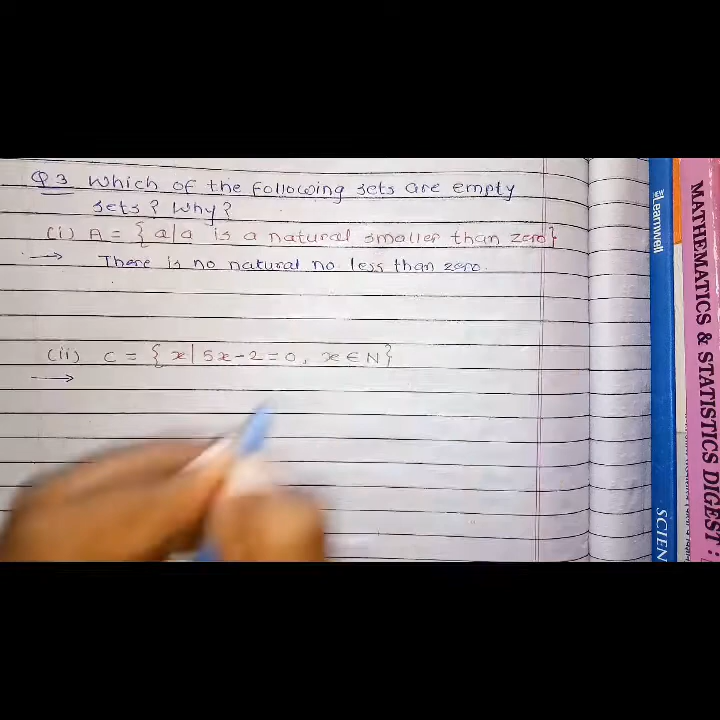 Q3 Which of the following sets are empty
sets? Why?
(i) A = { a|a is a natural smaller than zero}
→ There is no natural no. less than zero.
(ii) C = { x| 5x-2=0, x ∈ N}
→
Learnwell
SCIEN
MATHEMATICS & STATISTICS DIGEST :